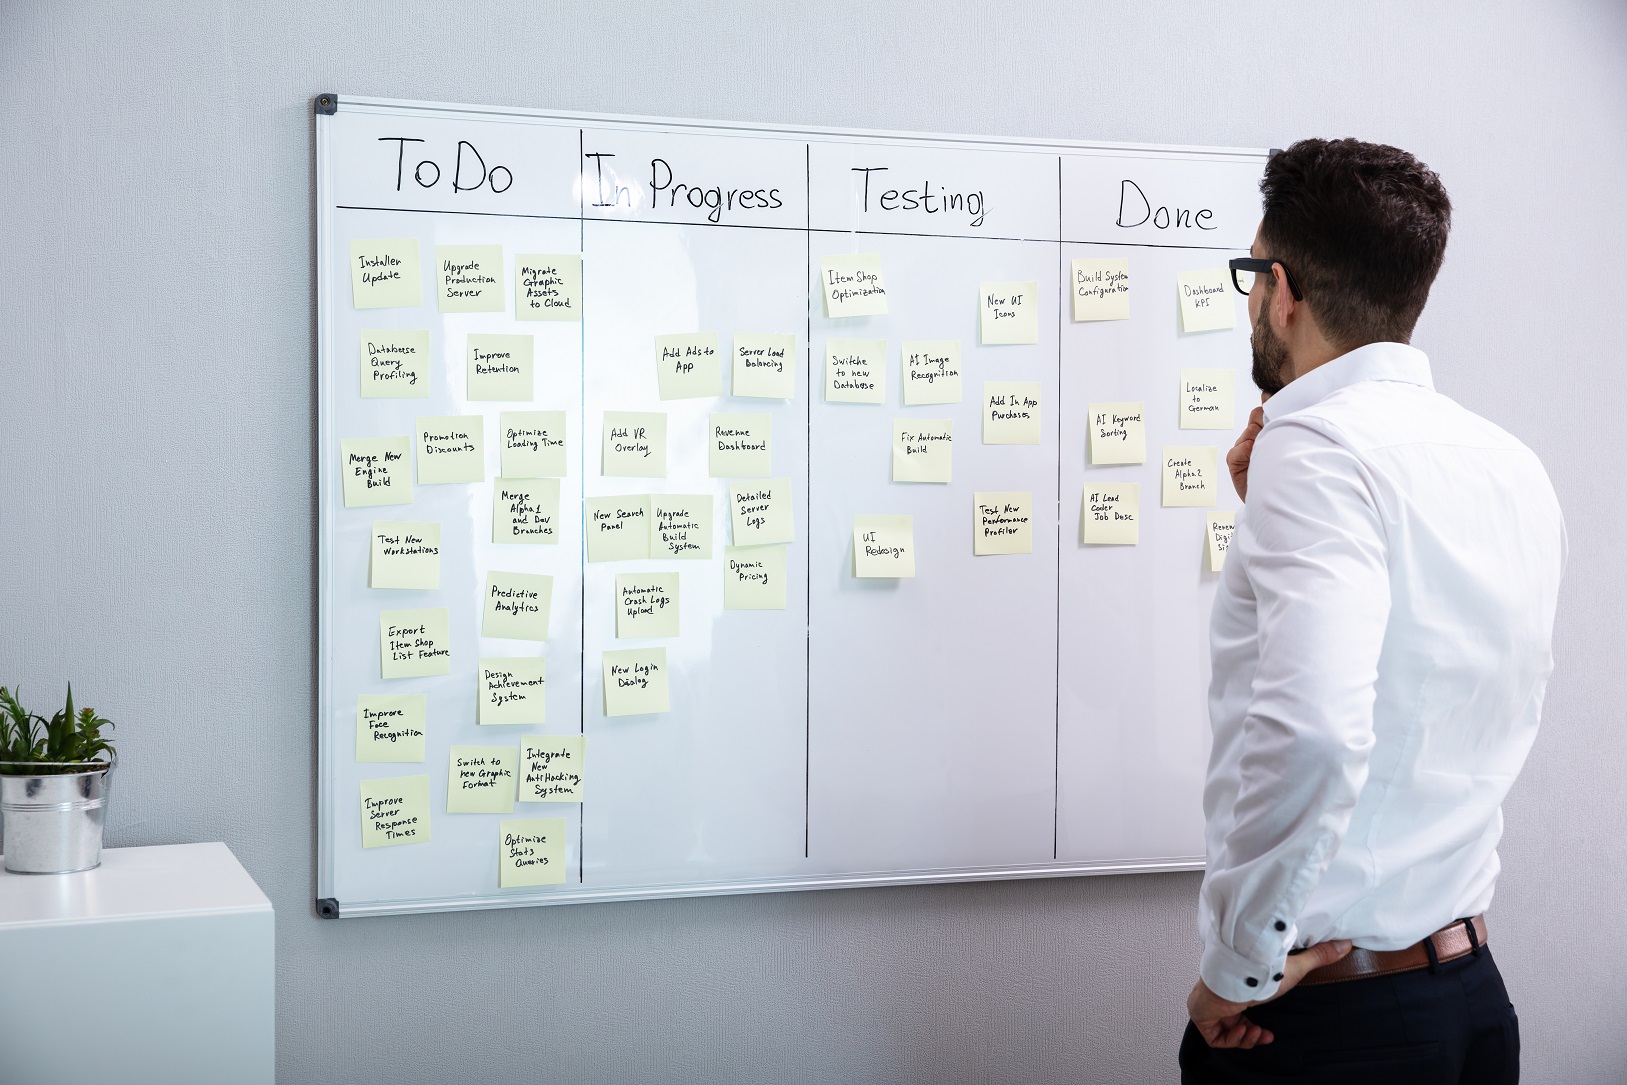 To Do
In Progress
Testing
Done
Installer
Update
Upgrade
Production
Server
Migrate
Graphic
Assets
to Cloud
Database
Query
Profiling
Improve
Retention
Merge New
Engine
Build
Promotion
Discounts
Optimize
Loading Time
Merge
Alpha1
and Dev
Branches
Test New
Workstations
Predictive
Analytics
Export
Item Shop
List Feature
Design
Achievement
System
Improve
Face
Recognition
Switch to
new Graphic
Format
Integrate
New
AntiHacking
System
Improve
Server
Response
Times
Optimize
Stats
Queries
Add Ads to
App
Server Load
Balancing
Add VR
Overlay
Revenue
Dashboard
New Search
Panel
Upgrade
Automatic
Build
System
Detailed
Server
Logs
Dynamic
Pricing
Automatic
Crash Logs
Upload
New Login
Dialog
Item Shop
Optimization
New UI
Icons
Switche
to new
Database
AI Image
Recognition
Add In App
Purchases
Fix Automatic
Build
Test New
Performance
Profiler
UI
Redesign
Build System
Configuration
Dashboard
KPI
Localize
to
German
AI Keyword
Sorting
Create
Alpha2
Branch
AI Lead
Coder
Job Desc